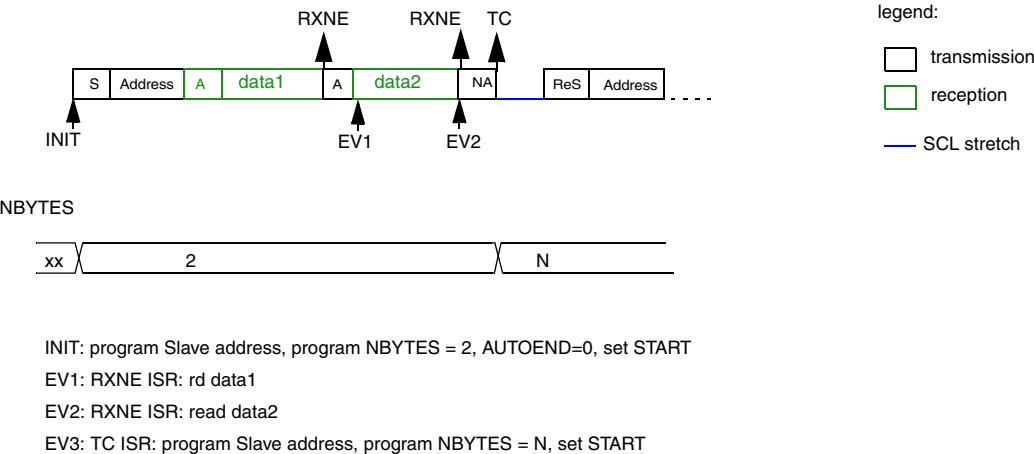 RXNE RXNE TC
legend:
S Address A data1 A data2 NA ReS Address
transmission
reception
INIT EV1 EV2
SCL stretch
NBYTES
xx 2 N
INIT: program Slave address, program NBYTES = 2, AUTOEND=0, set START
EV1: RXNE ISR: rd data1
EV2: RXNE ISR: read data2
EV3: TC ISR: program Slave address, program NBYTES = N, set START